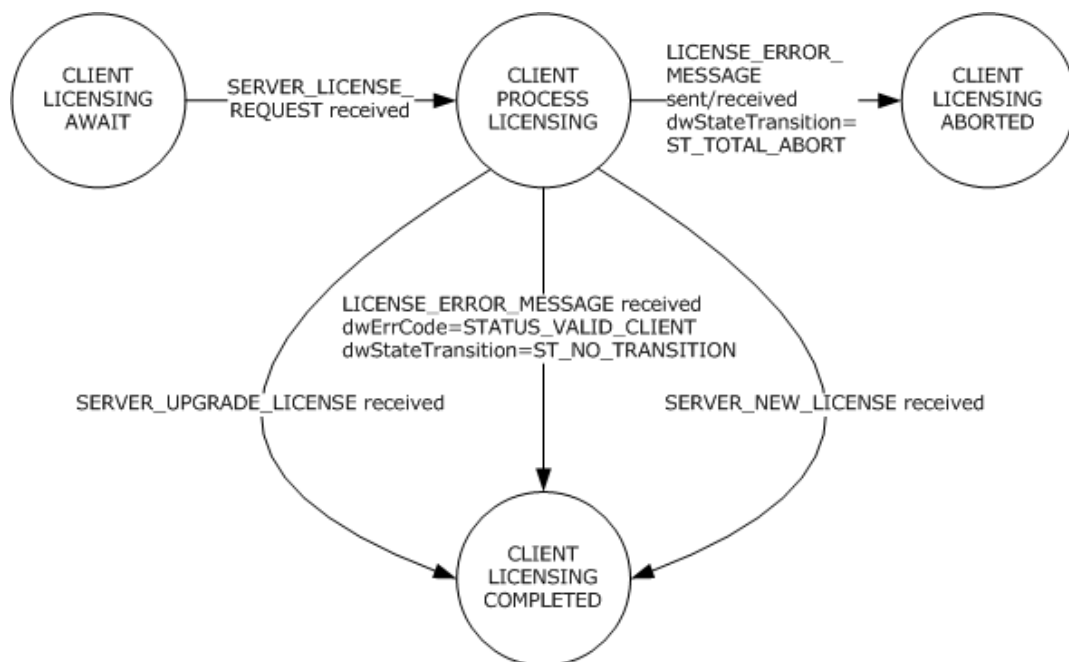 CLIENT
LICENSING
AWAIT
SERVER_LICENSE_
REQUEST received
CLIENT
PROCESS
LICENSING
LICENSE_ERROR_
MESSAGE
sent/received
dwStateTransition=
ST_TOTAL_ABORT
CLIENT
LICENSING
ABORTED
LICENSE_ERROR_MESSAGE received
dwErrCode=STATUS_VALID_CLIENT
dwStateTransition=ST_NO_TRANSITION
SERVER_UPGRADE_LICENSE received
SERVER_NEW_LICENSE received
CLIENT
LICENSING
COMPLETED